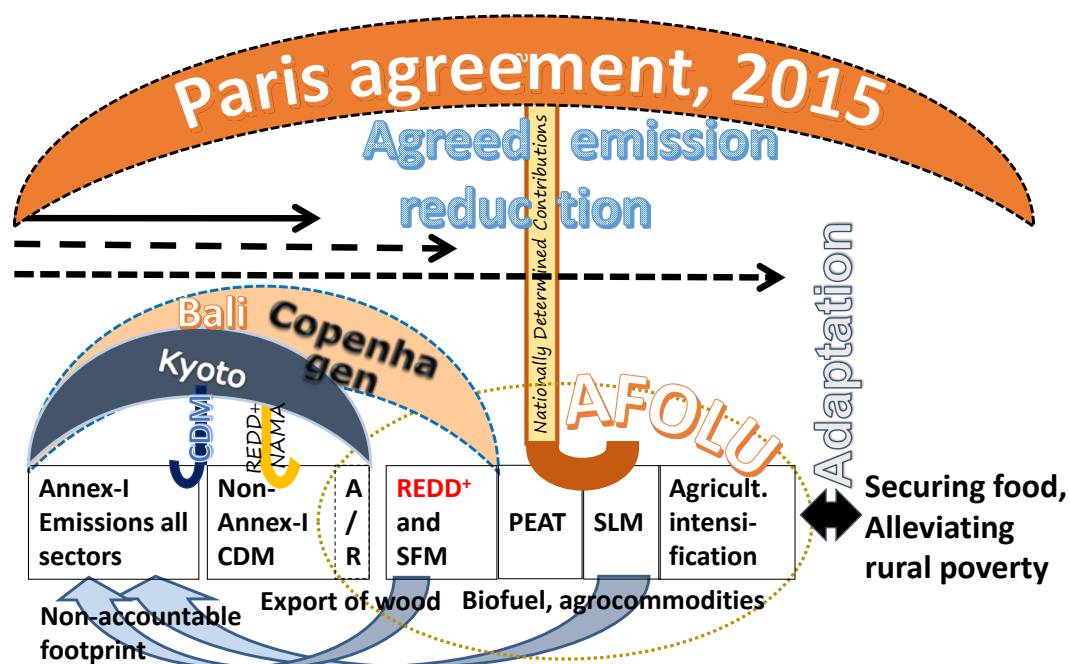 Paris agreement, 2015
Agreed emission
reduction
Nationally Determined Contributions
Adaptation
Bali
Copenha
gen
Kyoto
CDM
REDD+
NAMA
AFOLU
Annex-I
Emissions all
sectors
Non-
Annex-I
CDM
A
/
R
REDD+
and
SFM
PEAT
SLM
Agricult.
intensi-
fication
Securing food,
Alleviating
rural poverty
Export of wood
Biofuel, agrocommodities
Non-accountable
footprint